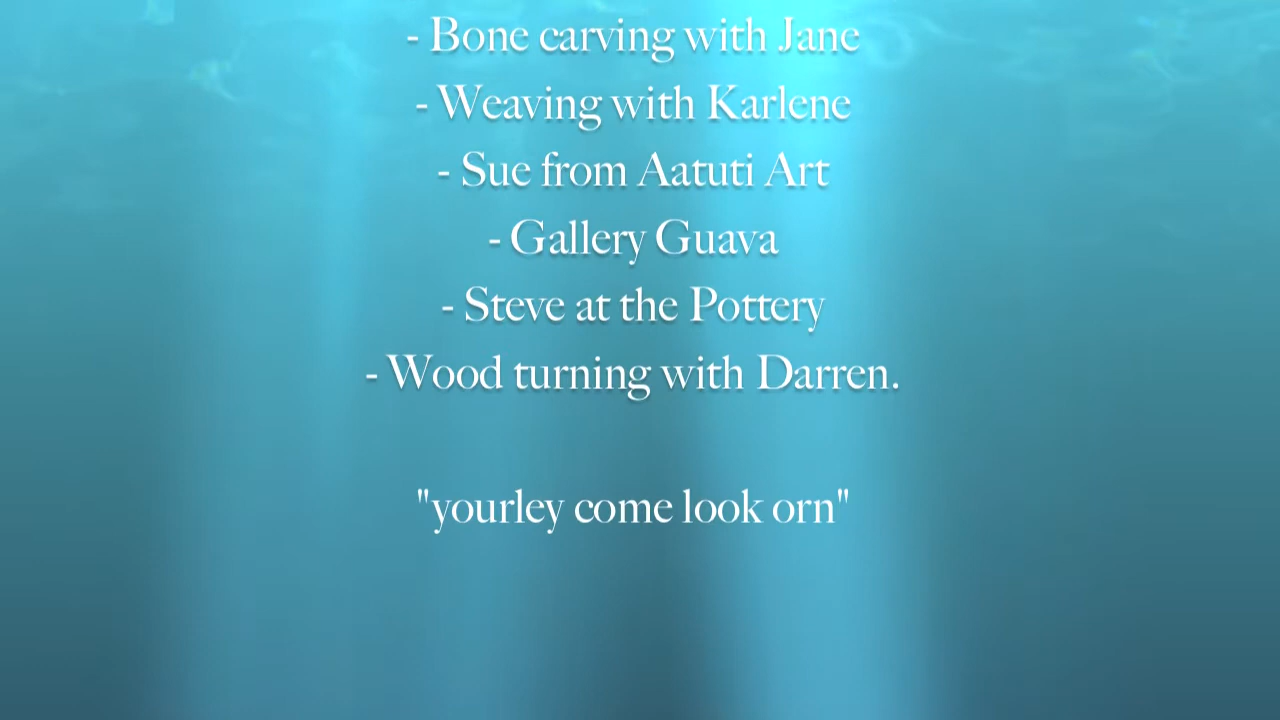 - Bone carving with Jane
- Weaving with Karlene
- Sue from Aatuti Art
- Gallery Guava
- Steve at the Pottery
- Wood turning with Darren.
"yourley come look orn"